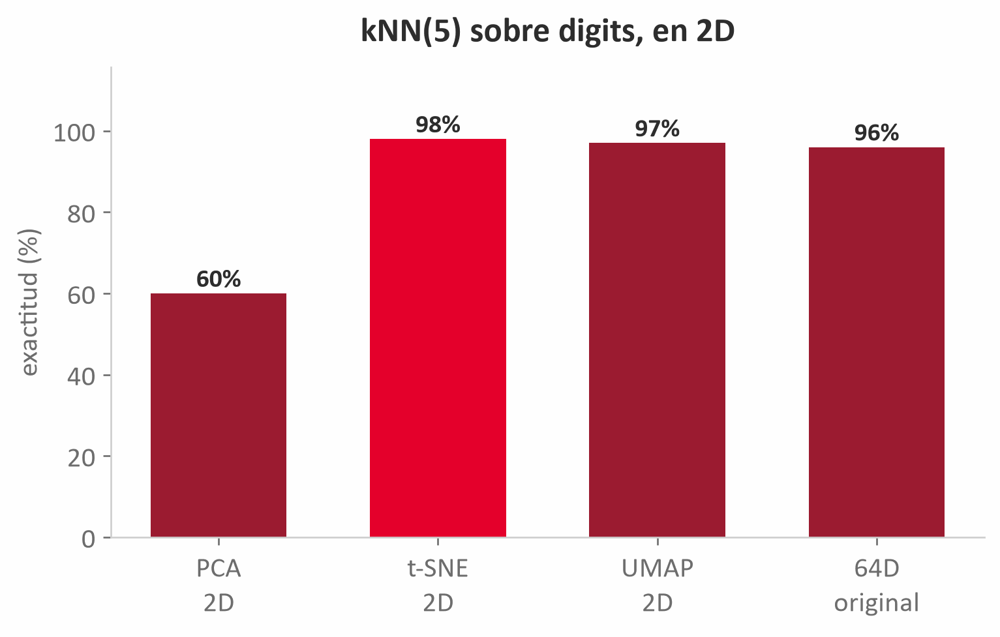 kNN(5) sobre digits, en 2D
exactitud (%)
100
80
60
40
20
0
60%
98%
97%
96%
PCA
2D
t-SNE
2D
UMAP
2D
64D
original